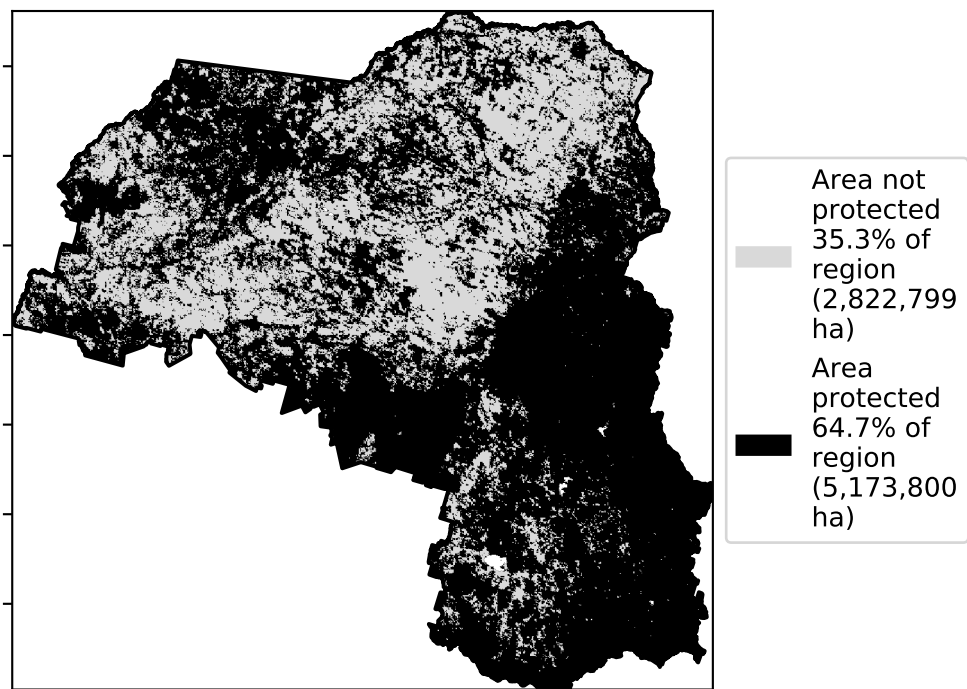 Area not
protected
35.3% of
region
(2,822,799
ha)
Area
protected
64.7% of
region
(5,173,800
ha)